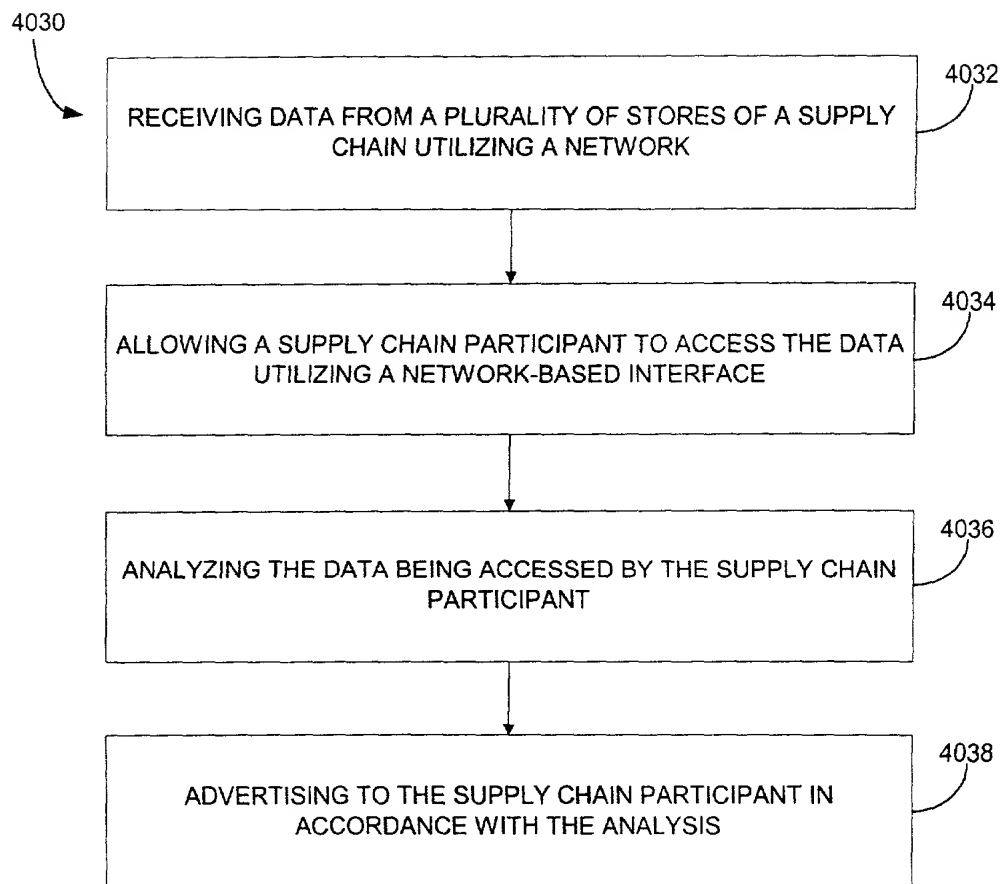 4030
4032
RECEIVING DATA FROM A PLURALITY OF STORES OF A SUPPLY
CHAIN UTILIZING A NETWORK
4034
ALLOWING A SUPPLY CHAIN PARTICIPANT TO ACCESS THE DATA
UTILIZING A NETWORK-BASED INTERFACE
4036
ANALYZING THE DATA BEING ACCESSED BY THE SUPPLY CHAIN
PARTICIPANT
4038
ADVERTISING TO THE SUPPLY CHAIN PARTICIPANT IN
ACCORDANCE WITH THE ANALYSIS